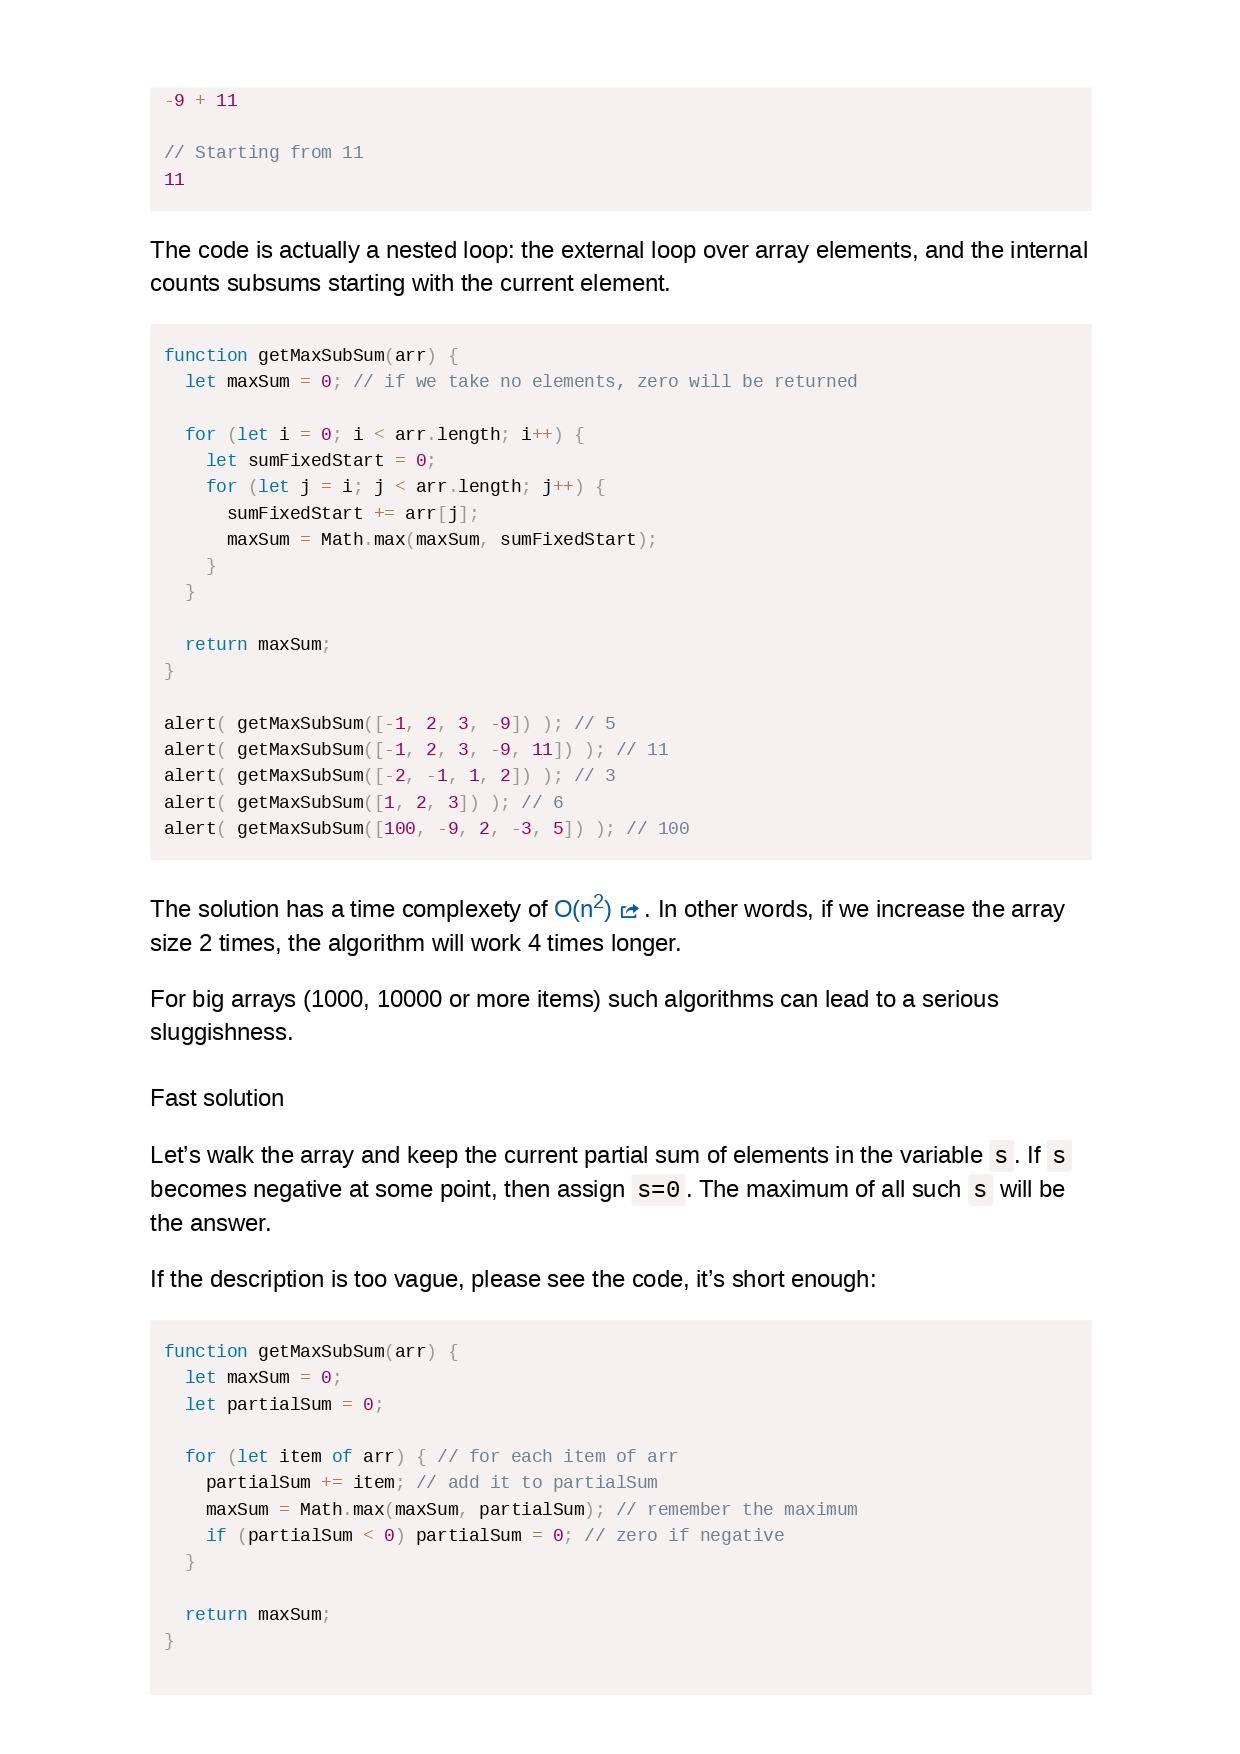 -9 + 11
// Starting from 11
11
The code is actually a nested loop: the external loop over array elements, and the internal
counts subsums starting with the current element.
function getMaxSubSum(arr) {
  let maxSum = 0; // if we take no elements, zero will be returned
  for (let i = 0; i < arr.length; i++) {
    let sumFixedStart = 0;
    for (let j = i; j < arr.length; j++) {
      sumFixedStart += arr[j];
      maxSum = Math.max(maxSum, sumFixedStart);
    }
  }
  return maxSum;
}
alert( getMaxSubSum([-1, 2, 3, -9]) ); // 5
alert( getMaxSubSum([-1, 2, 3, -9, 11]) ); // 11
alert( getMaxSubSum([-2, -1, 1, 2]) ); // 3
alert( getMaxSubSum([1, 2, 3]) ); // 6
alert( getMaxSubSum([100, -9, 2, -3, 5]) ); // 100
The solution has a time complexety of O(n²) . In other words, if we increase the array
size 2 times, the algorithm will work 4 times longer.
For big arrays (1000, 10000 or more items) such algorithms can lead to a serious
sluggishness.
Fast solution
Let’s walk the array and keep the current partial sum of elements in the variable s . If s
becomes negative at some point, then assign s=0 . The maximum of all such s will be
the answer.
If the description is too vague, please see the code, it’s short enough:
function getMaxSubSum(arr) {
  let maxSum = 0;
  let partialSum = 0;
  for (let item of arr) { // for each item of arr
    partialSum += item; // add it to partialSum
    maxSum = Math.max(maxSum, partialSum); // remember the maximum
    if (partialSum < 0) partialSum = 0; // zero if negative
  }
  return maxSum;
}